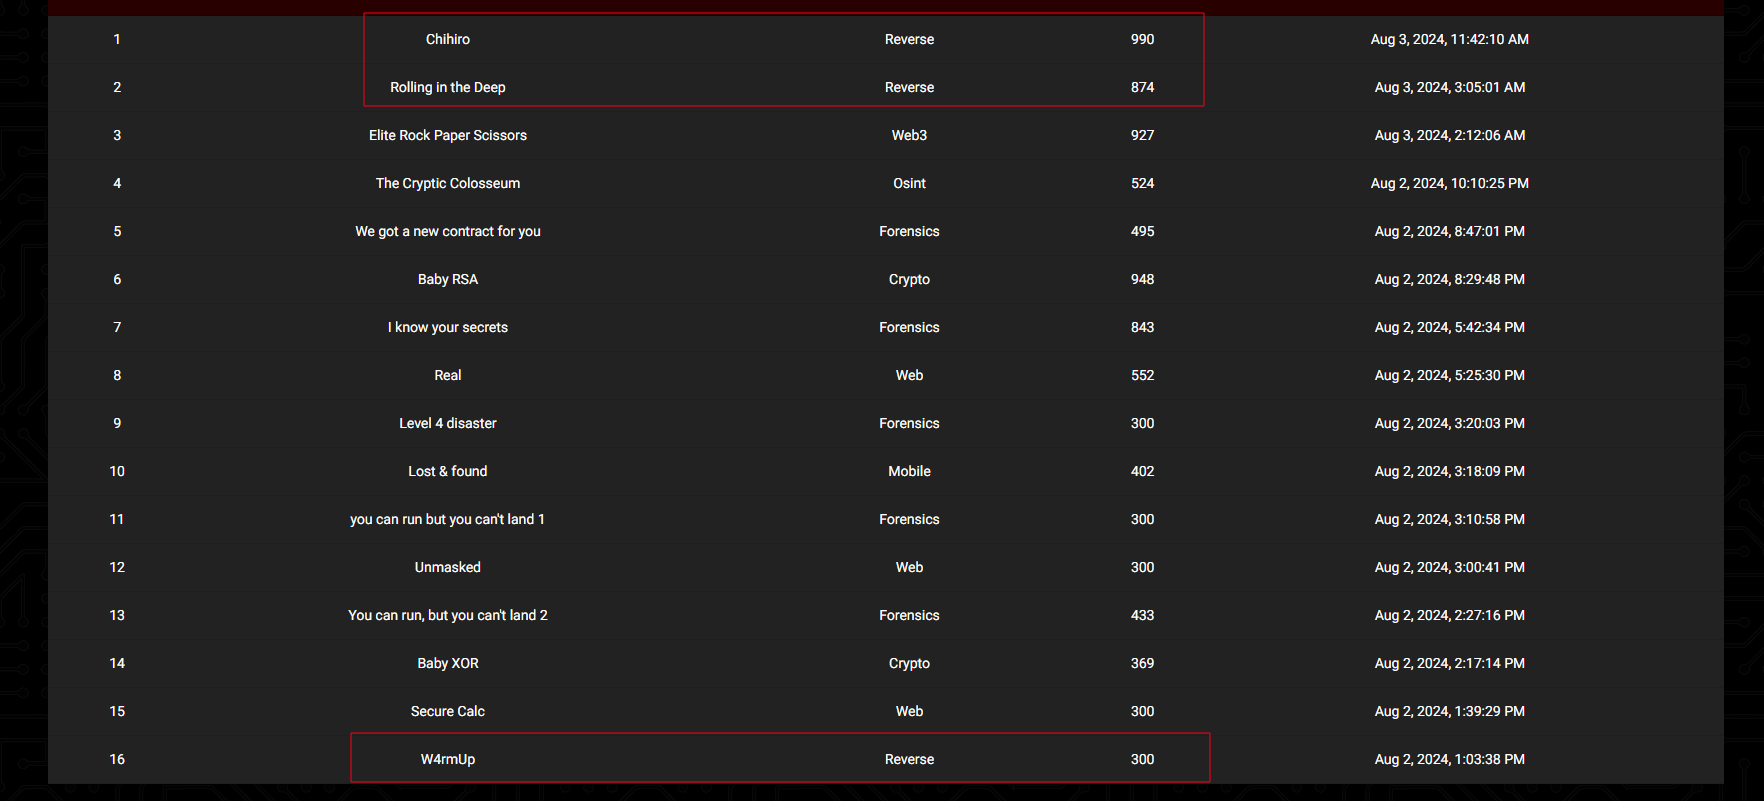 1 Chihiro Reverse 990 Aug 3, 2024, 11:42:10 AM
2 Rolling in the Deep Reverse 874 Aug 3, 2024, 3:05:01 AM
3 Elite Rock Paper Scissors Web3 927 Aug 3, 2024, 2:12:06 AM
4 The Cryptic Colosseum Osint 524 Aug 2, 2024, 10:10:25 PM
5 We got a new contract for you Forensics 495 Aug 2, 2024, 8:47:01 PM
6 Baby RSA Crypto 948 Aug 2, 2024, 8:29:48 PM
7 I know your secrets Forensics 843 Aug 2, 2024, 5:42:34 PM
8 Real Web 552 Aug 2, 2024, 5:25:30 PM
9 Level 4 disaster Forensics 300 Aug 2, 2024, 3:20:03 PM
10 Lost & found Mobile 402 Aug 2, 2024, 3:18:09 PM
11 you can run but you can't land 1 Forensics 300 Aug 2, 2024, 3:10:58 PM
12 Unmasked Web 300 Aug 2, 2024, 3:00:41 PM
13 You can run, but you can't land 2 Forensics 433 Aug 2, 2024, 2:27:16 PM
14 Baby XOR Crypto 369 Aug 2, 2024, 2:17:14 PM
15 Secure Calc Web 300 Aug 2, 2024, 1:39:29 PM
16 W4rmUp Reverse 300 Aug 2, 2024, 1:03:38 PM